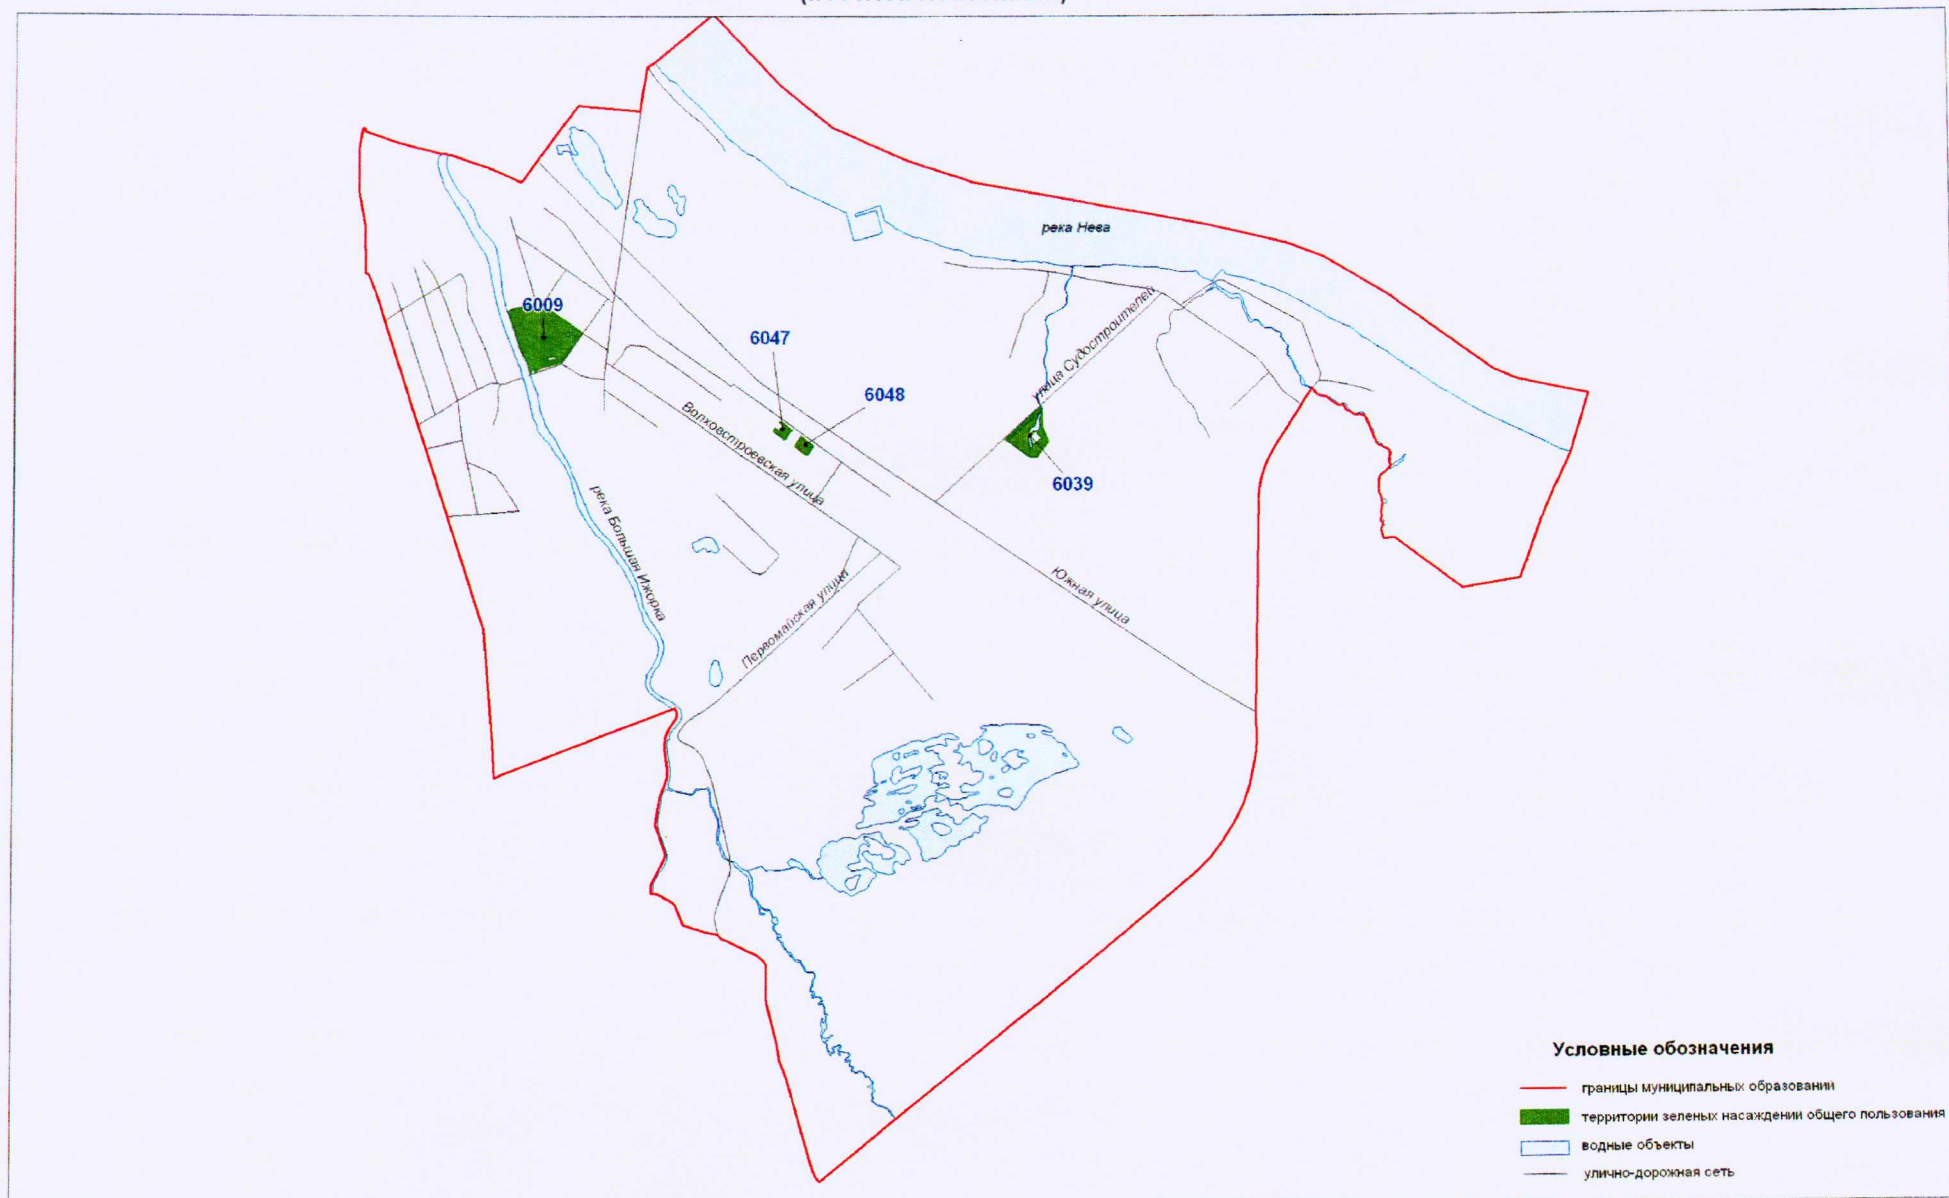 река Нева
6009
6047
6048
6039
улица Судостроителей
Волховстроевская улица
река Большая Ижорка
Первомайская улица
Южная улица
Условные обозначения
границы муниципальных образований
территории зеленых насаждений общего пользования
водные объекты
улично-дорожная сеть